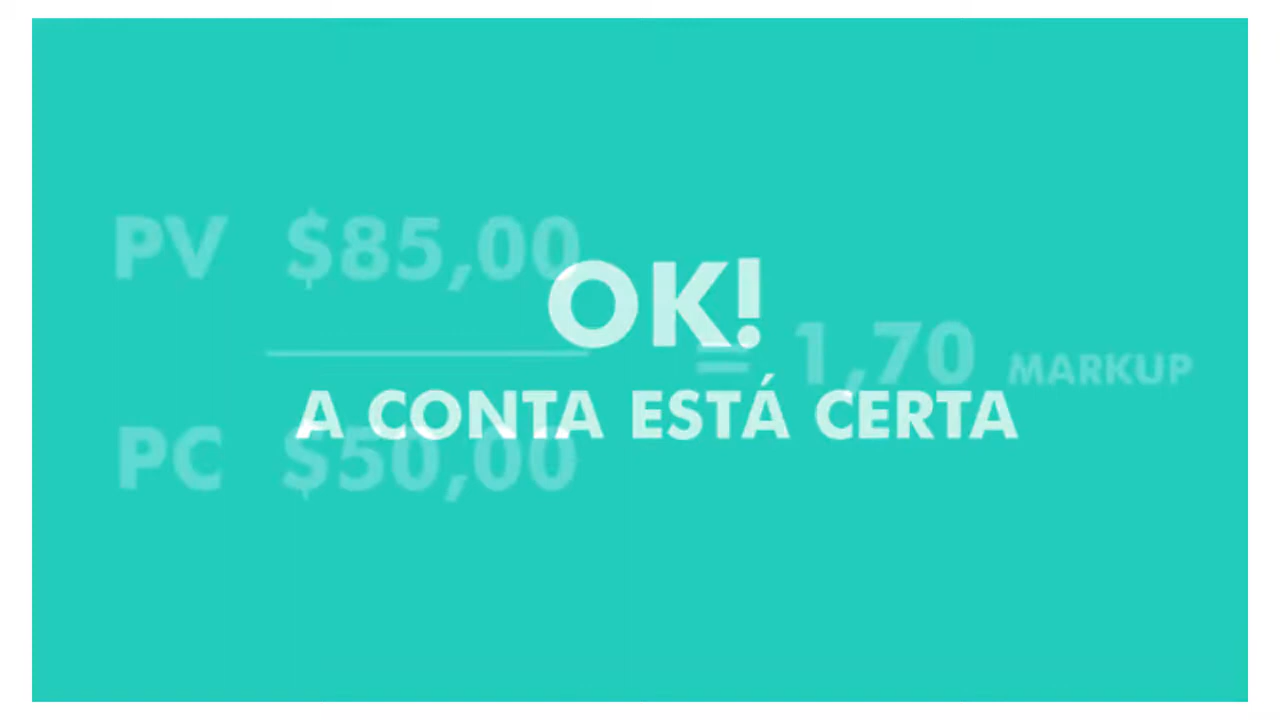 PV $85,00
OK!
= 1,70 MARKUP
A CONTA ESTÁ CERTA
PC $50,00